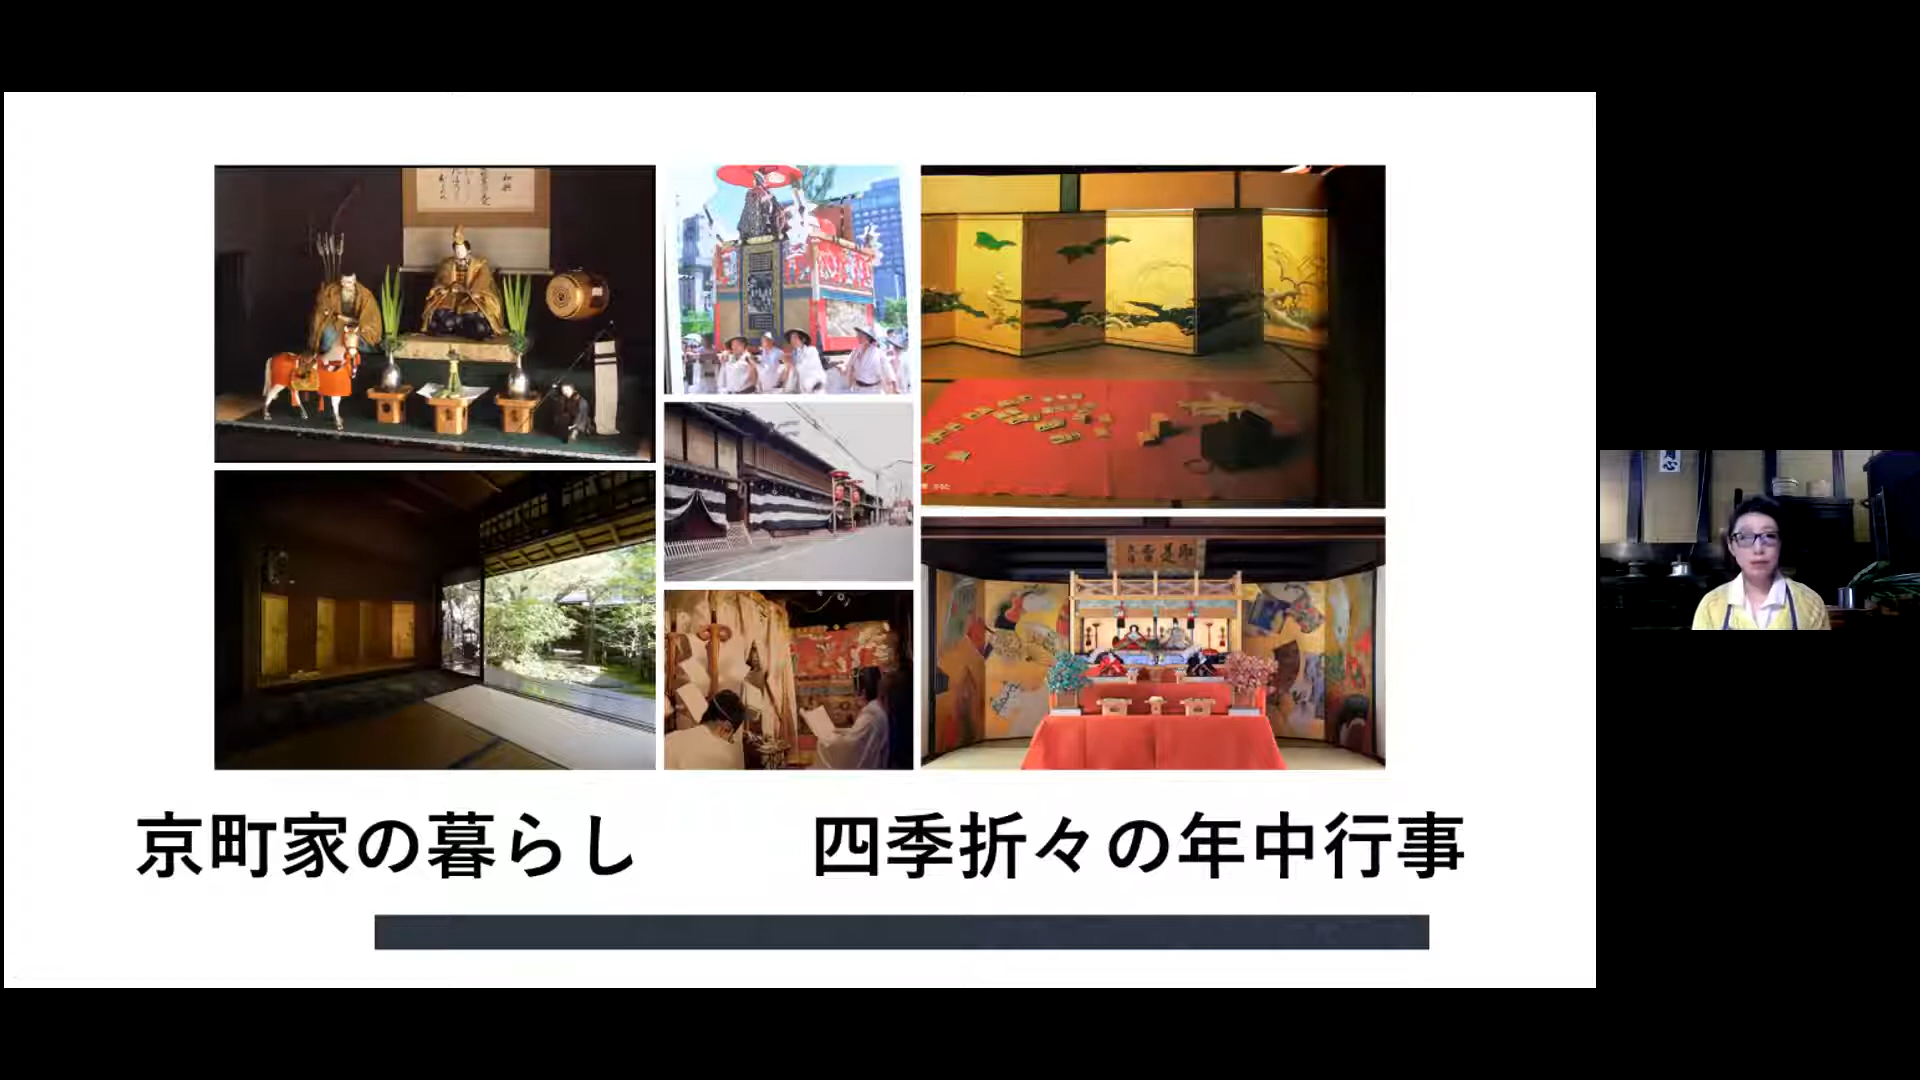 京町家の暮らし 四季折々の年中行事